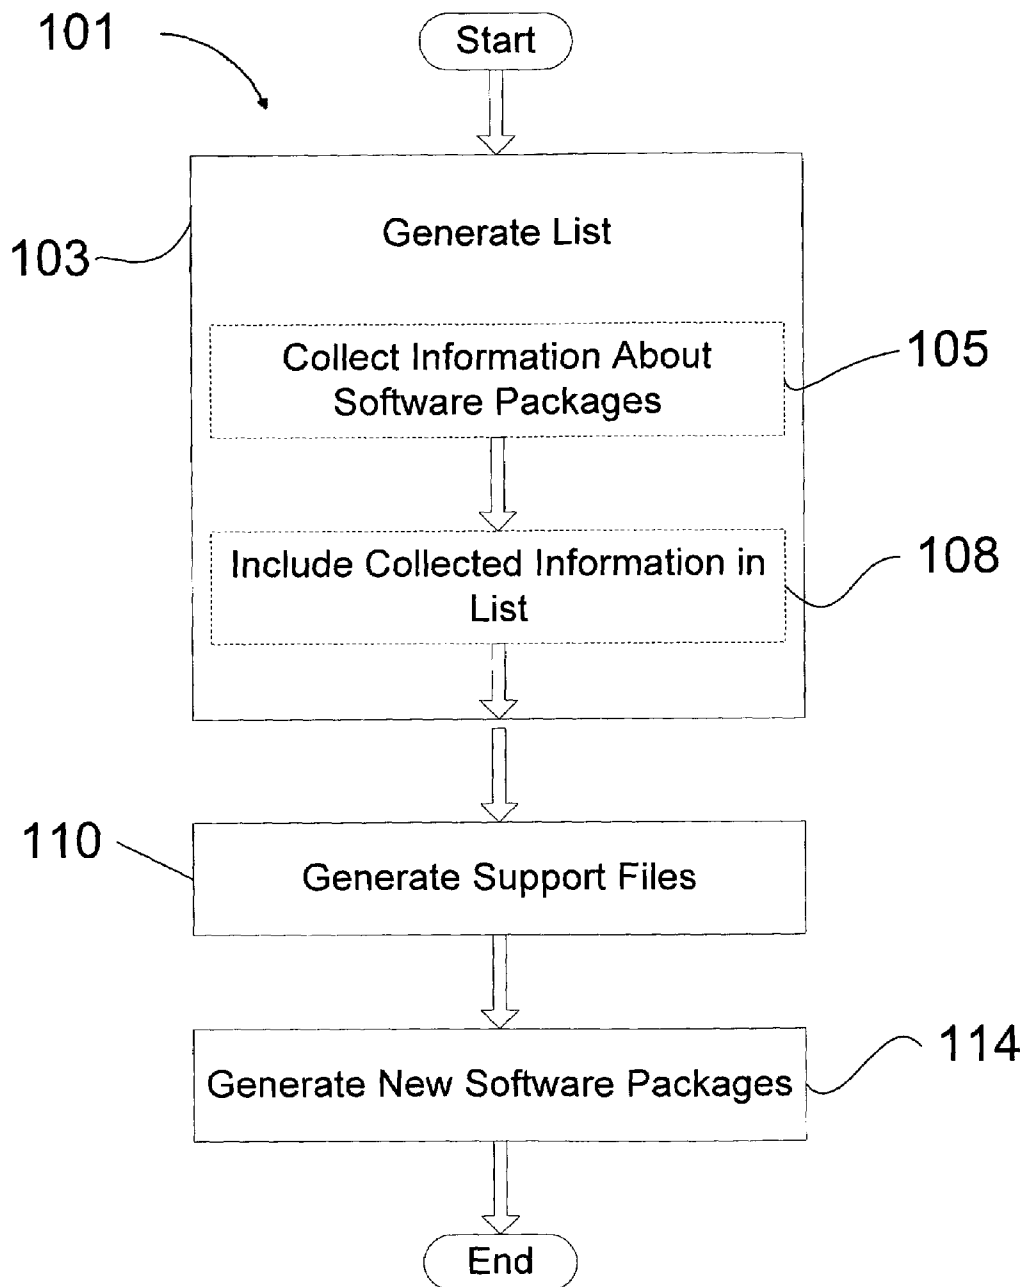 101
Start
Generate List
103
Collect Information About
Software Packages
105
Include Collected Information in
List
108
110
Generate Support Files
Generate New Software Packages
114
End